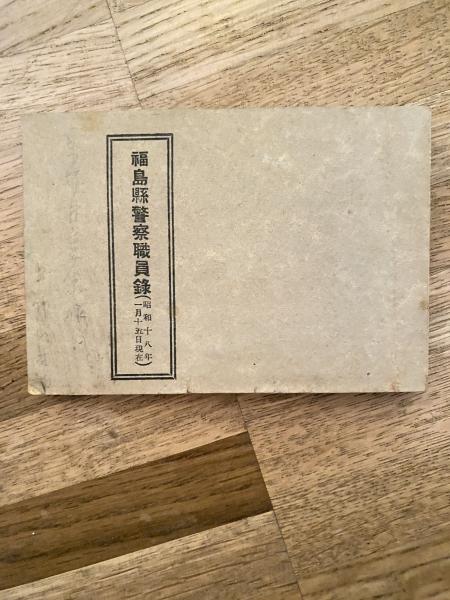 福島縣警察職員錄
(昭和十八年
一月十五日現在)